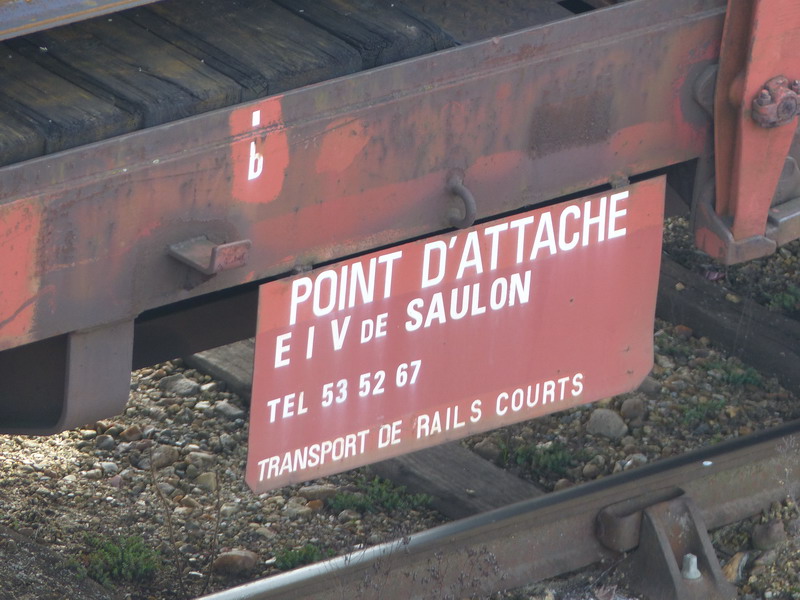 b
POINT D'ATTACHE
E I V DE SAULON
TEL 53 52 67
TRANSPORT DE RAILS COURTS